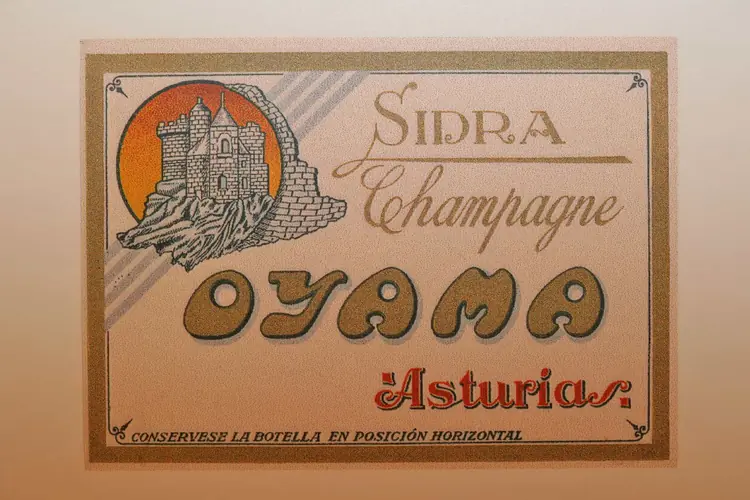 SIDRA
Champagne
OYAMA
Asturias.
CONSERVESE LA BOTELLA EN POSICIÓN HORIZONTAL